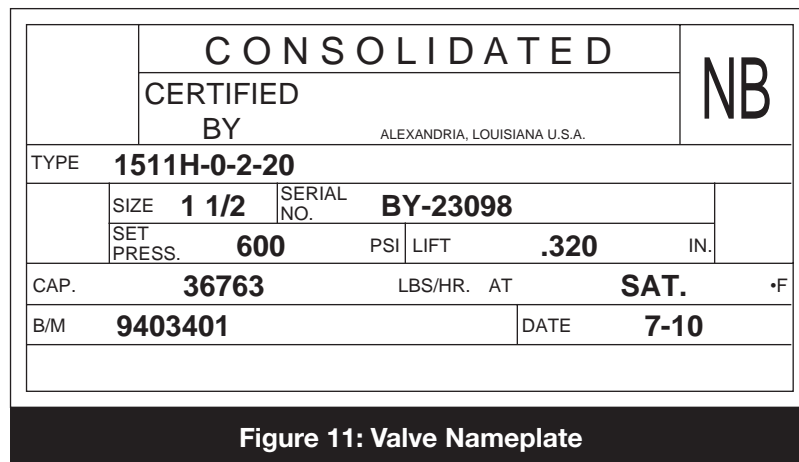 CONSOLIDATED
NB
CERTIFIED
BY
ALEXANDRIA, LOUISIANA U.S.A.
TYPE 1511H-0-2-20
SIZE 1 1/2 SERIAL NO. BY-23098
SET PRESS. 600 PSI LIFT .320 IN.
CAP. 36763 LBS/HR. AT SAT. •F
B/M 9403401 DATE 7-10
Figure 11: Valve Nameplate